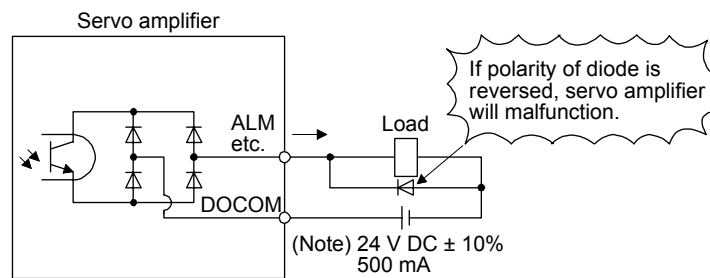 Servo amplifier
If polarity of diode is
reversed, servo amplifier
will malfunction.
ALM
etc.
Load
DOCOM
(Note) 24 V DC ± 10%
500 mA